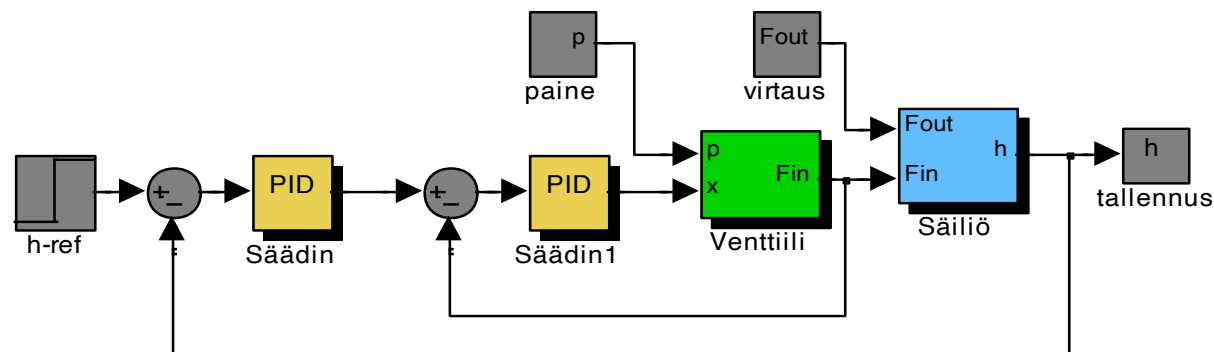 p
paine
Fout
virtaus
h-ref
+
−
PID
Säädin
+
−
PID
Säädin1
p
x
Fin
Venttiili
Fout
Fin
h
Säiliö
h
tallennus